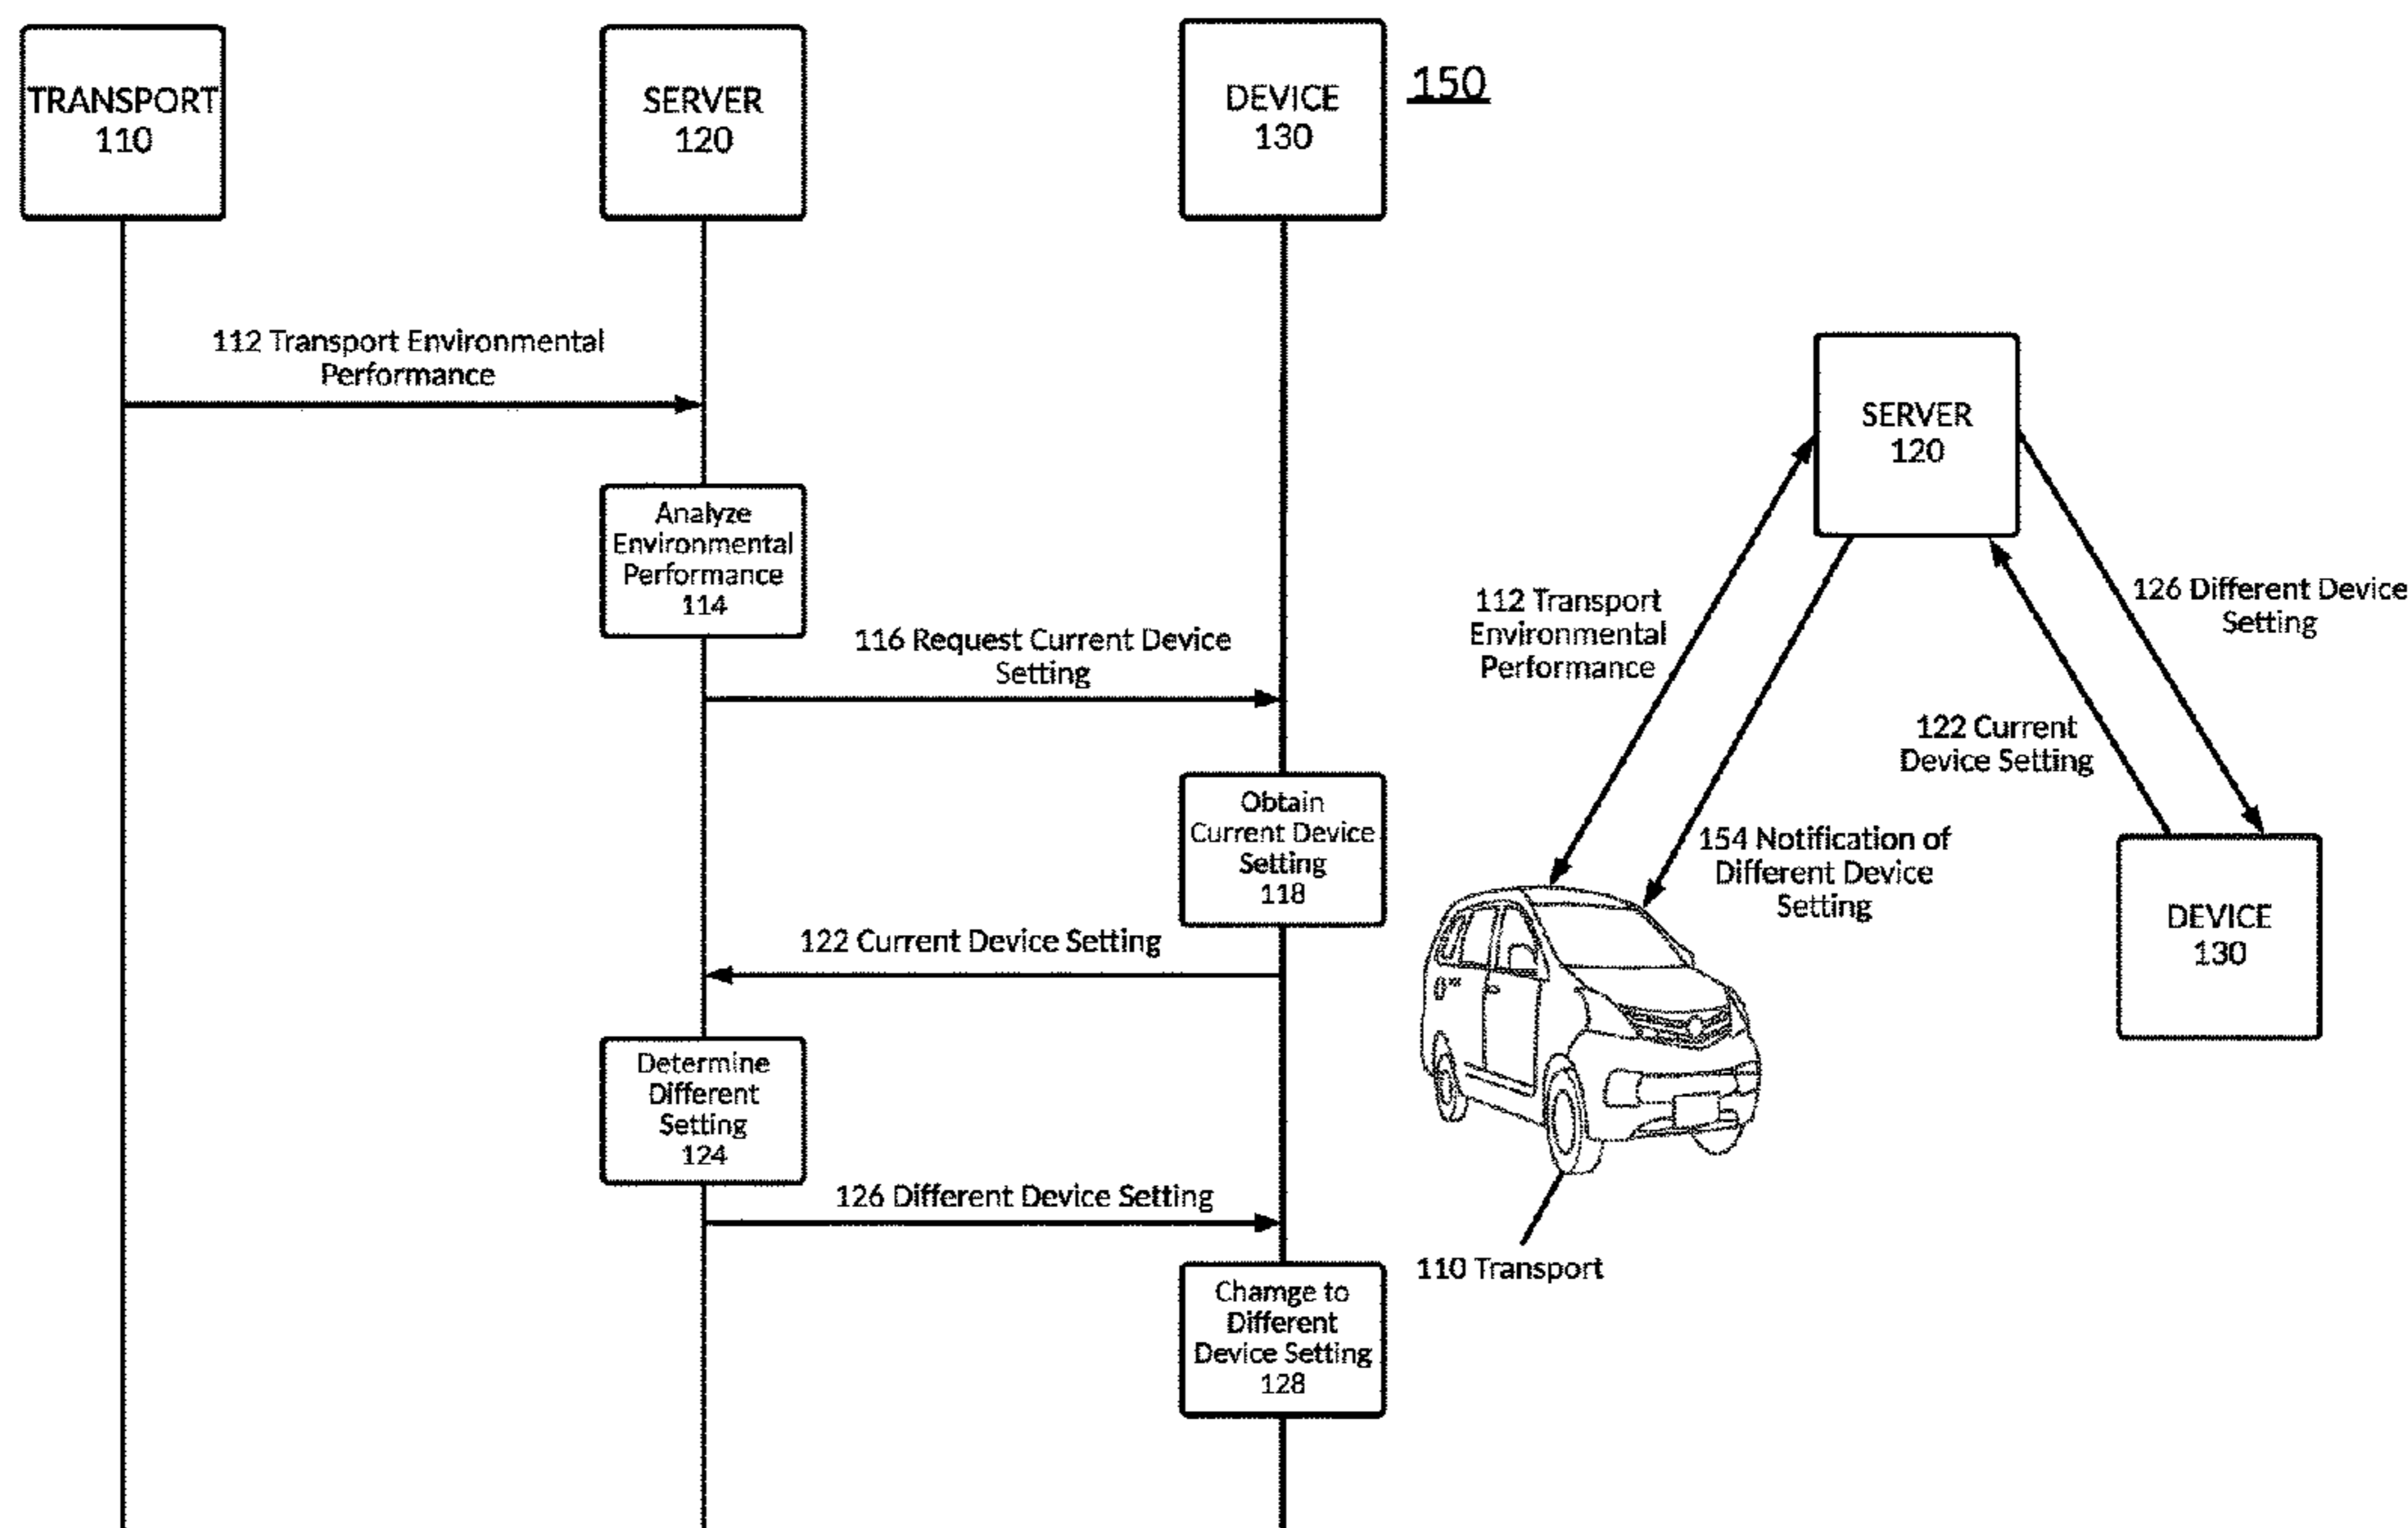 TRANSPORT
110
SERVER
120
DEVICE
130
150
112 Transport Environmental
Performance
Analyze
Environmental
Performance
114
116 Request Current Device
Setting
Obtain
Current Device
Setting
118
122 Current Device Setting
Determine
Different
Setting
124
126 Different Device Setting
Chamge to
Different
Device Setting
128
SERVER
120
112 Transport
Environmental
Performance
126 Different Device
Setting
122 Current
Device Setting
154 Notification of
Different Device
Setting
DEVICE
130
110 Transport